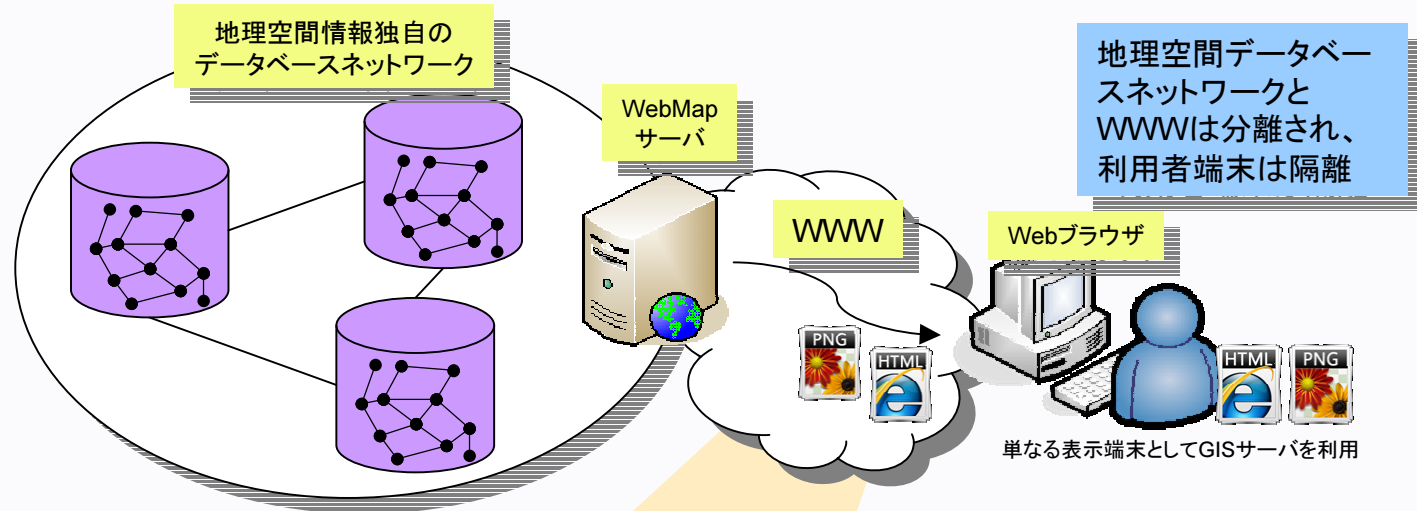 地理空間情報独自の
データベースネットワーク
WebMap
サーバ
地理空間データベー
スネットワークと
WWWは分離され、
利用者端末は隔離
WWW
Webブラウザ
PNG
HTML
HTML
PNG
単なる表示端末としてGISサーバを利用